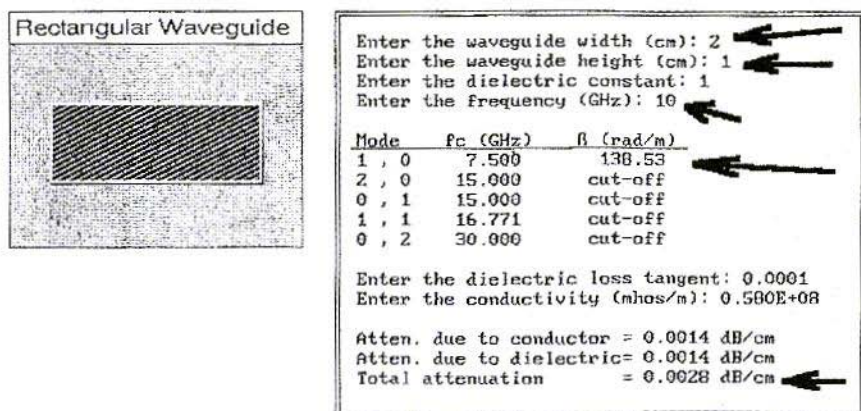 Rectangular Waveguide
Enter the waveguide width (cm): 2
Enter the waveguide height (cm): 1
Enter the dielectric constant: 1
Enter the frequency (GHz): 10
Mode fc (GHz) β (rad/m)
1 , 0 7.500 138.53
2 , 0 15.000 cut-off
0 , 1 15.000 cut-off
1 , 1 16.771 cut-off
0 , 2 30.000 cut-off
Enter the dielectric loss tangent: 0.0001
Enter the conductivity (mhos/m): 0.580E+08
Atten. due to conductor = 0.0014 dB/cm
Atten. due to dielectric= 0.0014 dB/cm
Total attenuation = 0.0028 dB/cm